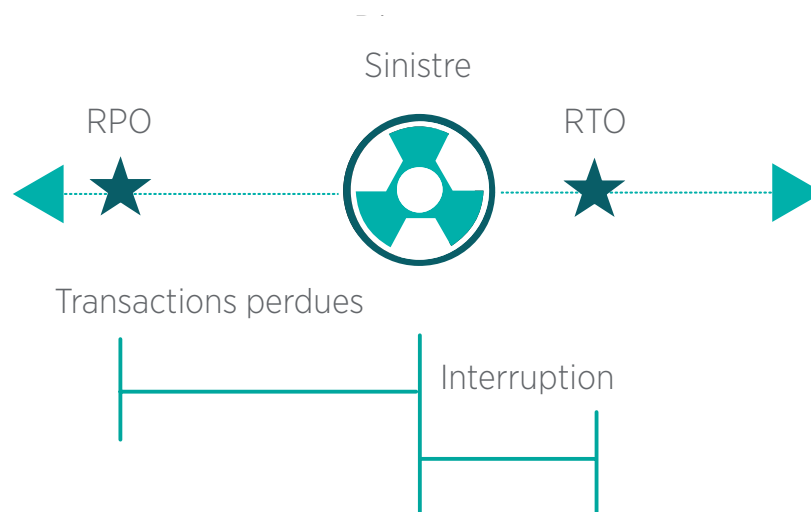 Sinistre
RPO
RTO
Transactions perdues
Interruption